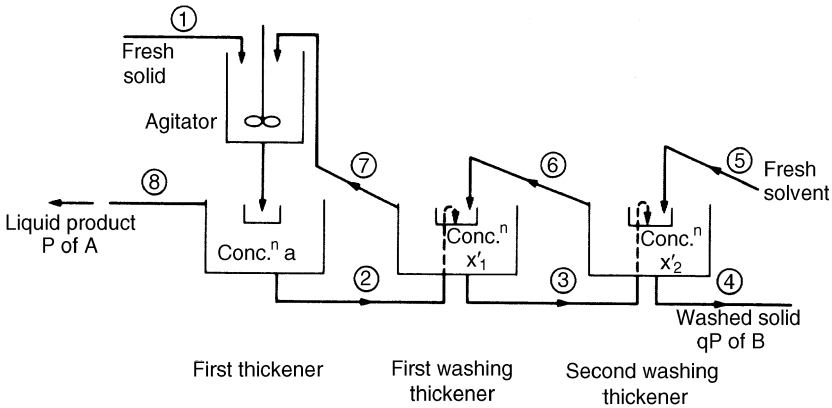 ①
Fresh
solid
Agitator
⑧
⑦
⑥
⑤
Fresh
solvent
Liquid product
P of A
Conc.ⁿ a
Conc.ⁿ
x′₁
Conc.ⁿ
x′₂
②
③
④
Washed solid
qP of B
First thickener
First washing
thickener
Second washing
thickener